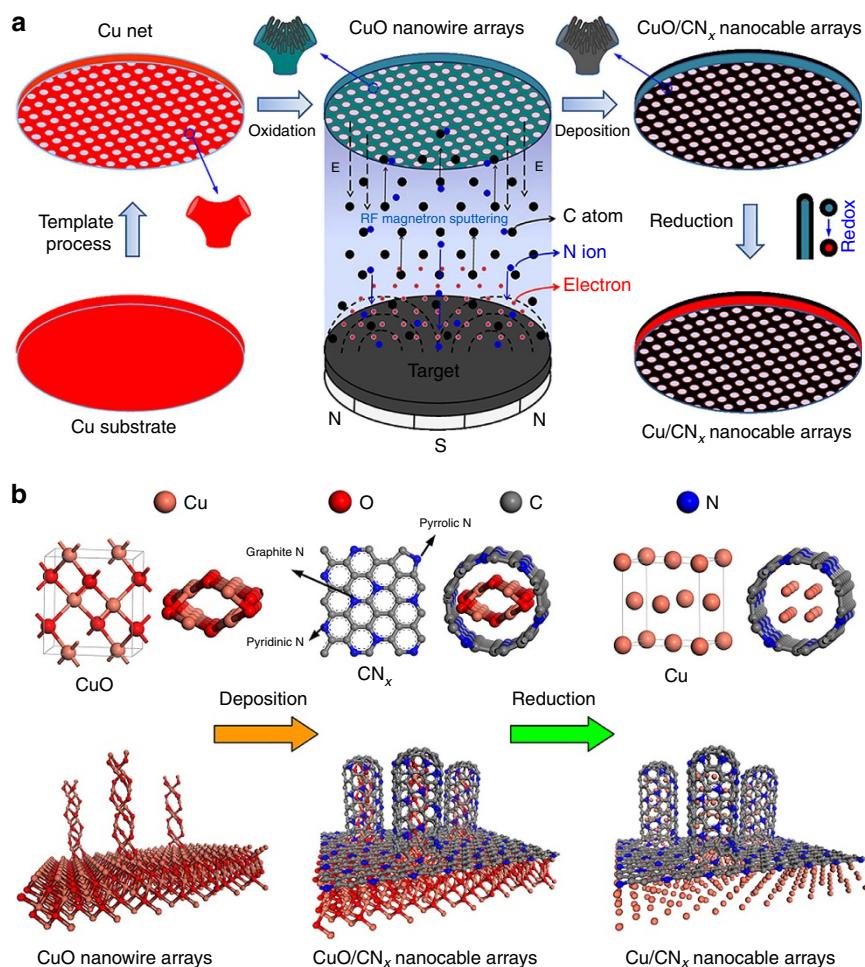 a
Cu net
CuO nanowire arrays
CuO/CNₓ nanocable arrays
Oxidation
Deposition
E
E
RF magnetron sputtering
C atom
N ion
Electron
Template
process
Reduction
Redox
Target
N
S
N
Cu substrate
Cu/CNₓ nanocable arrays
b
Cu
O
C
N
Pyrrolic N
Graphite N
Pyridinic N
CuO
CNₓ
Cu
Deposition
Reduction
CuO nanowire arrays
CuO/CNₓ nanocable arrays
Cu/CNₓ nanocable arrays